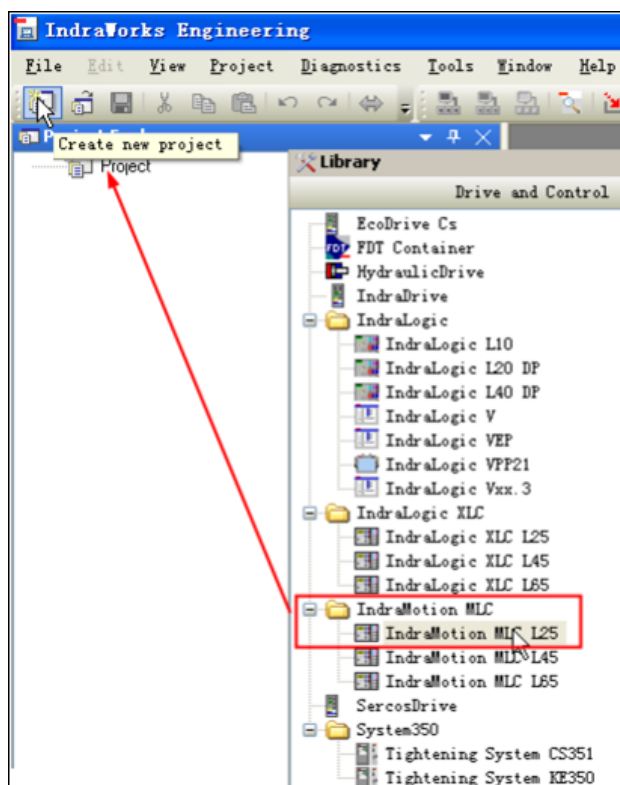 IndraWorks Engineering
File Edit View Project Diagnostics Tools Window Help
Create new project
Project
Library
Drive and Control
EcoDrive Cs
FDT Container
HydraulicDrive
IndraDrive
IndraLogic
IndraLogic L10
IndraLogic L20 DP
IndraLogic L40 DP
IndraLogic V
IndraLogic VEP
IndraLogic VPP21
IndraLogic Vxx.3
IndraLogic XLC
IndraLogic XLC L25
IndraLogic XLC L45
IndraLogic XLC L65
IndraMotion MLC
IndraMotion MLC L25
IndraMotion MLC L45
IndraMotion MLC L65
SercosDrive
System350
Tightening System CS351
Tightening System KE350